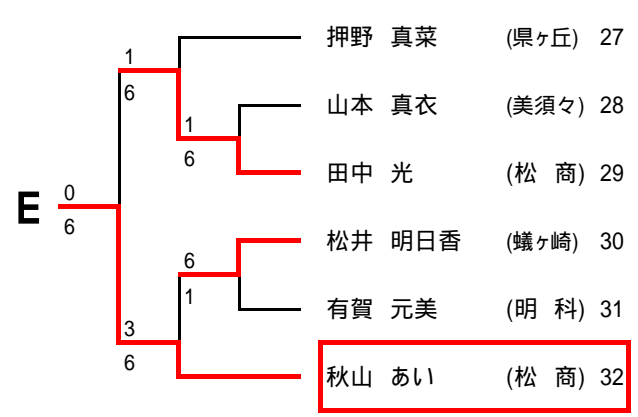 押野 真菜 (県ヶ丘) 27
1
6
山本 真衣 (美須々) 28
1
6
田中 光 (松 商) 29
E
0
6
松井 明日香 (蟻ヶ崎) 30
6
1
有賀 元美 (明 科) 31
3
6
秋山 あい (松 商) 32